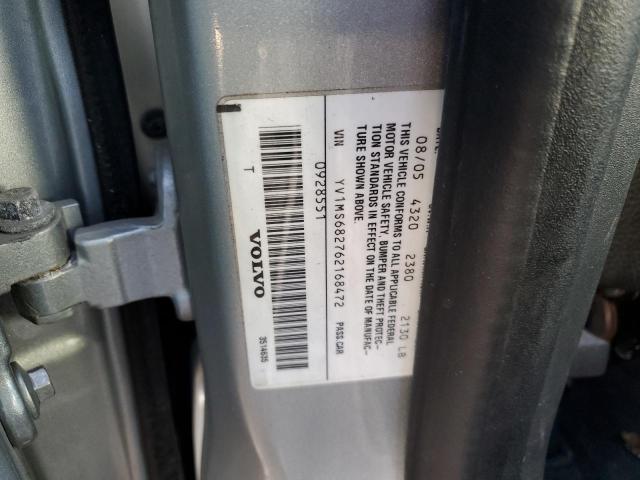 08/05 4320 2380 2130 LB
THIS VEHICLE CONFORMS TO ALL APPLICABLE FEDERAL
MOTOR VEHICLE SAFETY, BUMPER AND THEFT PROTEC-
TION STANDARDS IN EFFECT ON THE DATE OF MANUFAC-
TURE SHOWN ABOVE.
VIN YV1MS682762168472 PASS CAR
0928551
VOLVO
T 3514635